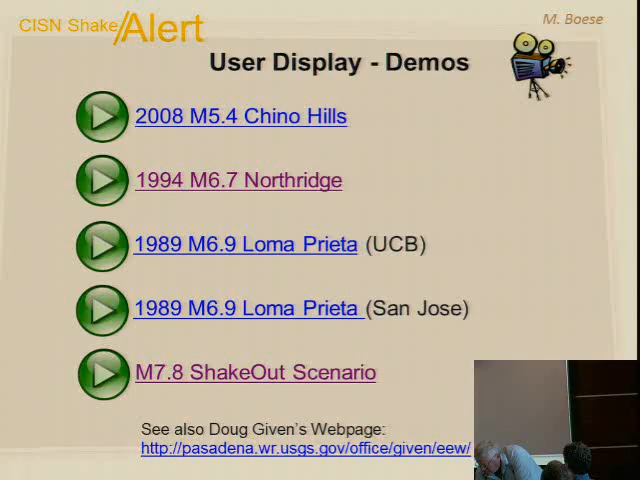 CISN Shake/Alert
M. Boese
User Display - Demos
2008 M5.4 Chino Hills
1994 M6.7 Northridge
1989 M6.9 Loma Prieta (UCB)
1989 M6.9 Loma Prieta (San Jose)
M7.8 ShakeOut Scenario
See also Doug Given's Webpage:
http://pasadena.wr.usgs.gov/office/given/eew/